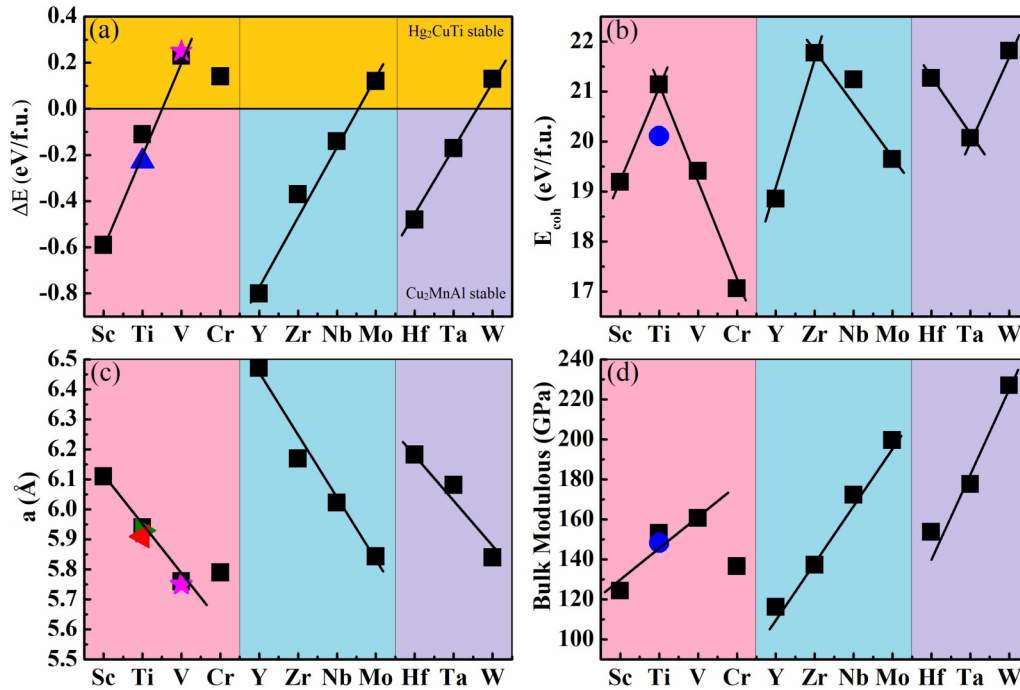 (a)
Hg₂CuTi stable
Cu₂MnAl stable
ΔE (eV/f.u.)
0.4
0.2
0.0
-0.2
-0.4
-0.6
-0.8
Sc Ti V Cr Y Zr Nb Mo Hf Ta W
(b)
E_coh (eV/f.u.)
22
21
20
19
18
17
Sc Ti V Cr Y Zr Nb Mo Hf Ta W
(c)
a (Å)
6.5
6.4
6.3
6.2
6.1
6.0
5.9
5.8
5.7
5.6
5.5
Sc Ti V Cr Y Zr Nb Mo Hf Ta W
(d)
Bulk Modulous (GPa)
240
220
200
180
160
140
120
100
Sc Ti V Cr Y Zr Nb Mo Hf Ta W